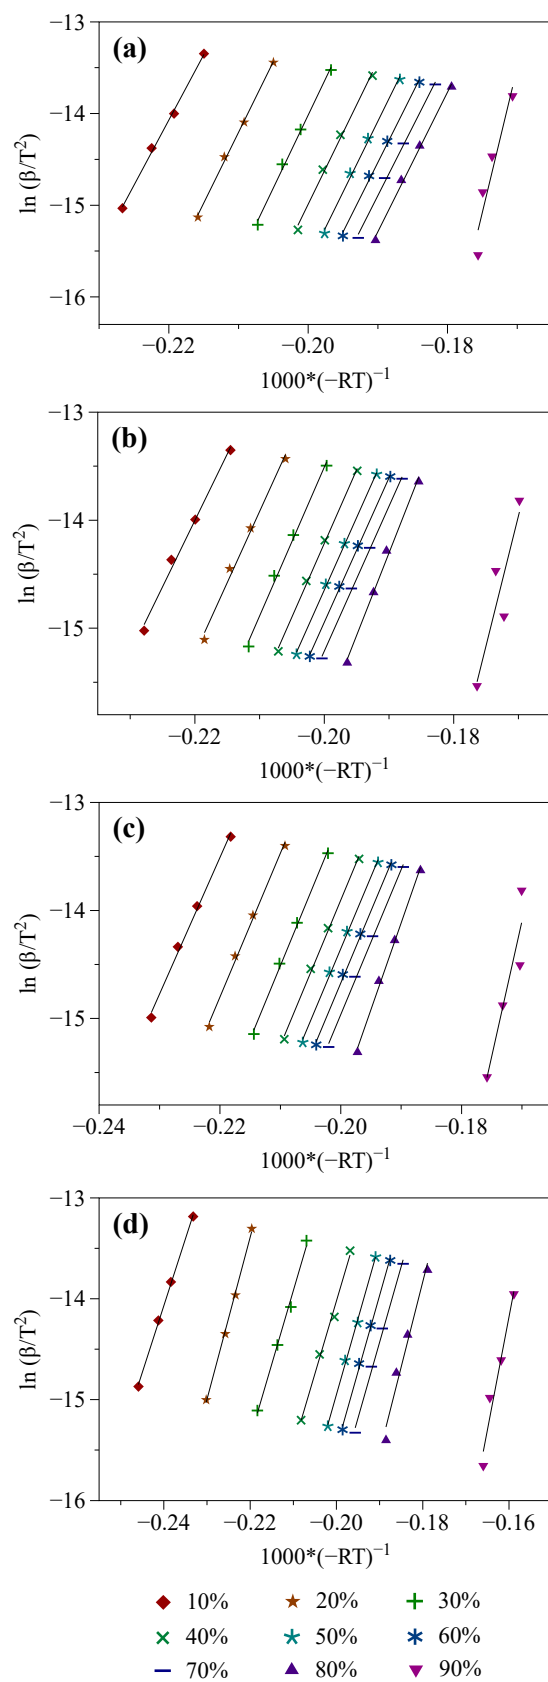 (a)
−13
−14
−15
−16
ln (β/T²)
−0.22 −0.20 −0.18
1000*(−RT)⁻¹
(b)
−13
−14
−15
ln (β/T²)
−0.22 −0.20 −0.18
1000*(−RT)⁻¹
(c)
−13
−14
−15
ln (β/T²)
−0.24 −0.22 −0.20 −0.18
1000*(−RT)⁻¹
(d)
−13
−14
−15
−16
ln (β/T²)
−0.24 −0.22 −0.20 −0.18 −0.16
1000*(−RT)⁻¹
10% 20% 30%
40% 50% 60%
70% 80% 90%